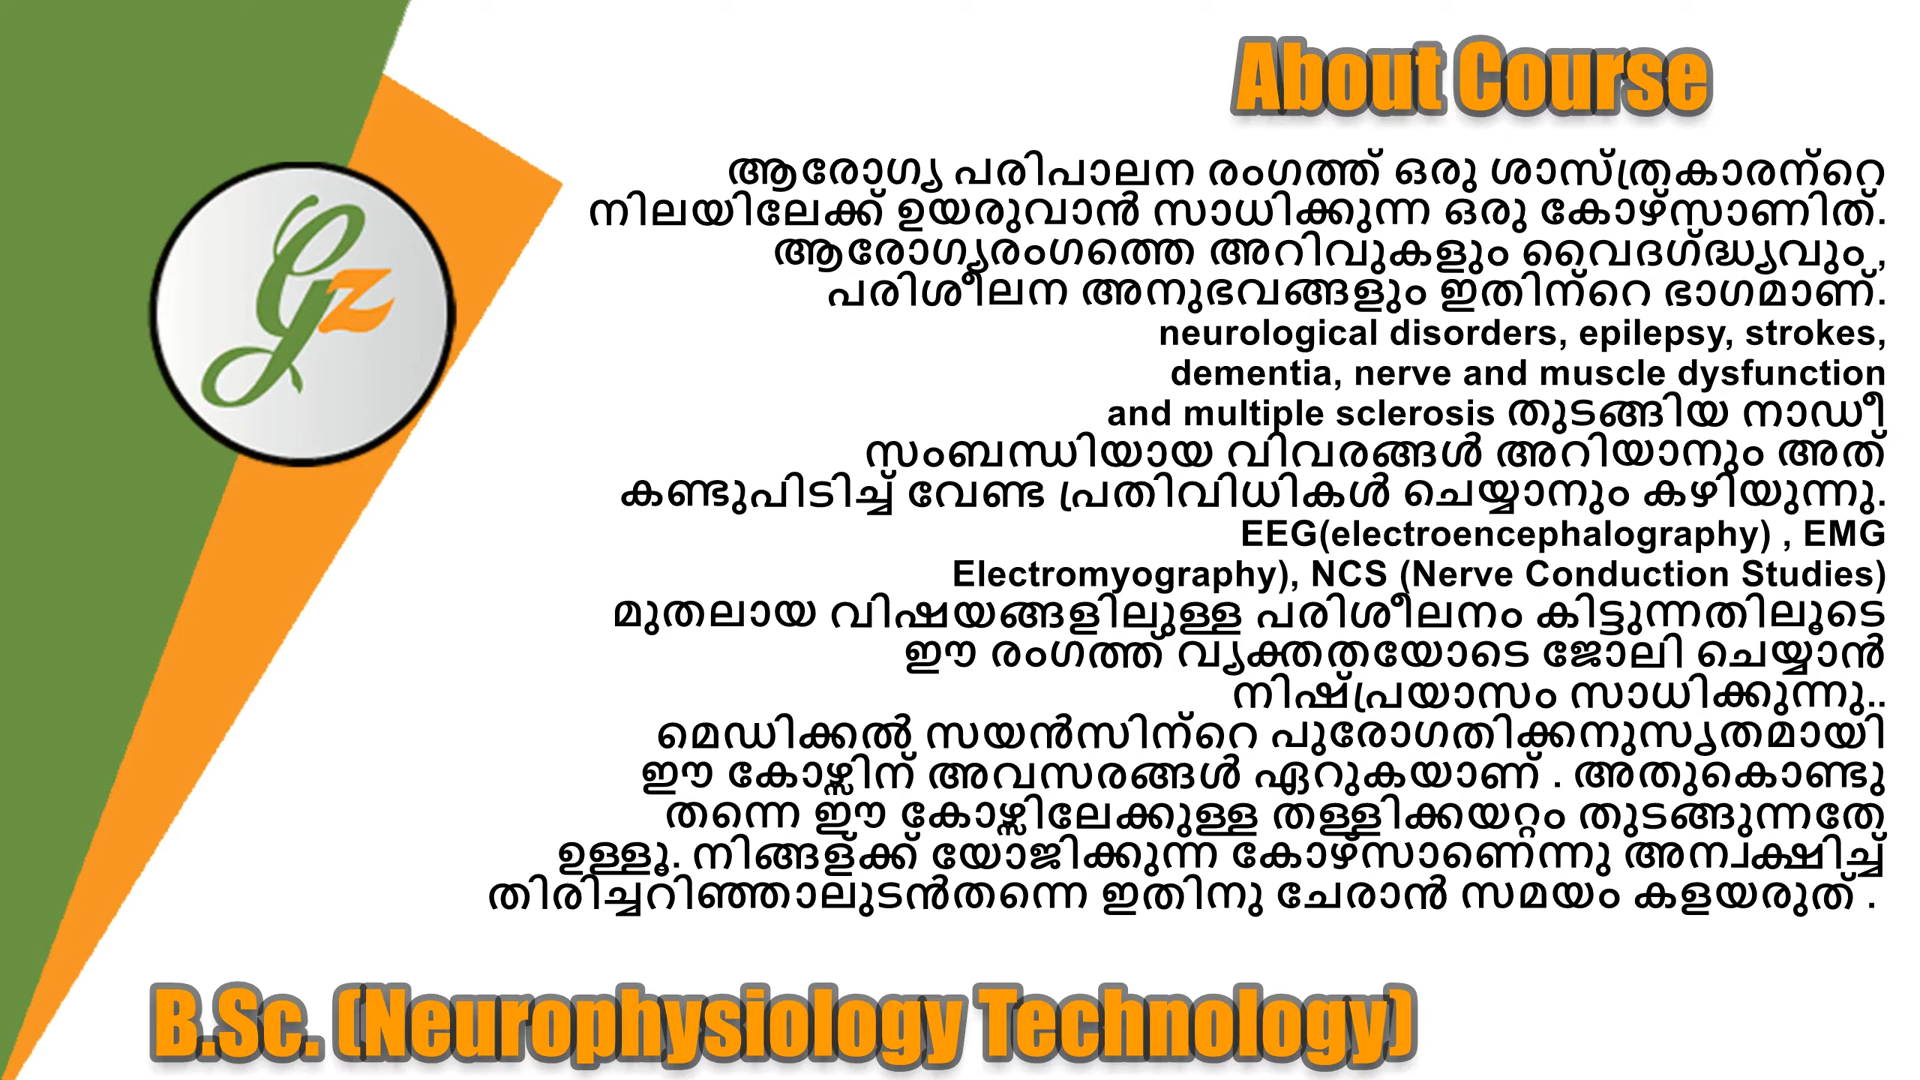 About Course
Gz
ആരോഗ്യ പരിപാലന രംഗത്ത് ഒരു ശാസ്ത്രകാരന്റെ
നിലയിലേക്ക് ഉയരുവാൻ സാധിക്കുന്ന ഒരു കോഴ്സാണിത്.
ആരോഗ്യരംഗത്തെ അറിവുകളും വൈദഗ്ദ്ധ്യവും ,
പരിശീലന അനുഭവങ്ങളും ഇതിന്റെ ഭാഗമാണ്.
neurological disorders, epilepsy, strokes,
dementia, nerve and muscle dysfunction
and multiple sclerosis തുടങ്ങിയ നാഡീ
സംബന്ധിയായ വിവരങ്ങൾ അറിയാനും അത്
കണ്ടുപിടിച്ച് വേണ്ട പ്രതിവിധികൾ ചെയ്യാനും കഴിയുന്നു.
EEG(electroencephalography) , EMG
Electromyography), NCS (Nerve Conduction Studies)
മുതലായ വിഷയങ്ങളിലുള്ള പരിശീലനം കിട്ടുന്നതിലൂടെ
ഈ രംഗത്ത് വ്യക്തതയോടെ ജോലി ചെയ്യാൻ
നിഷ്പ്രയാസം സാധിക്കുന്നു..
മെഡിക്കൽ സയൻസിന്റെ പുരോഗതിക്കനുസൃതമായി
ഈ കോഴ്സിന് അവസരങ്ങൾ ഏറുകയാണ് . അതുകൊണ്ടു
തന്നെ ഈ കോഴ്സിലേക്കുള്ള തള്ളിക്കയറ്റം തുടങ്ങുന്നതേ
ഉള്ളൂ. നിങ്ങള്ക്ക് യോജിക്കുന്ന കോഴ്സാണെന്നു അന്വക്ഷിച്ച്
തിരിച്ചറിഞ്ഞാലുടൻതന്നെ ഇതിനു ചേരാൻ സമയം കളയരുത് .
B.Sc. (Neurophysiology Technology)